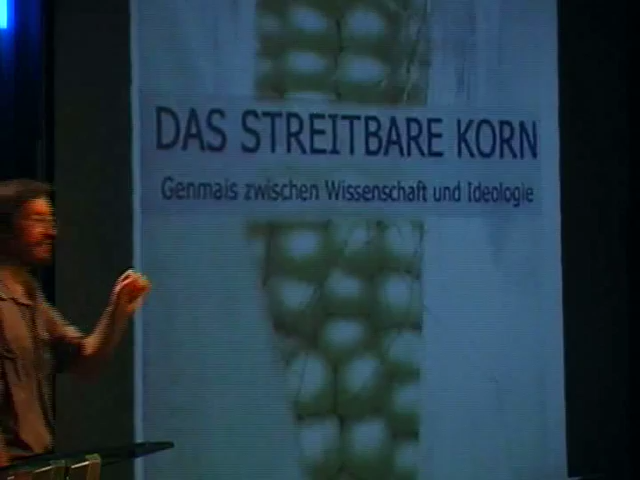 DAS STREITBARE KORN
Genmais zwischen Wissenschaft und Ideologie